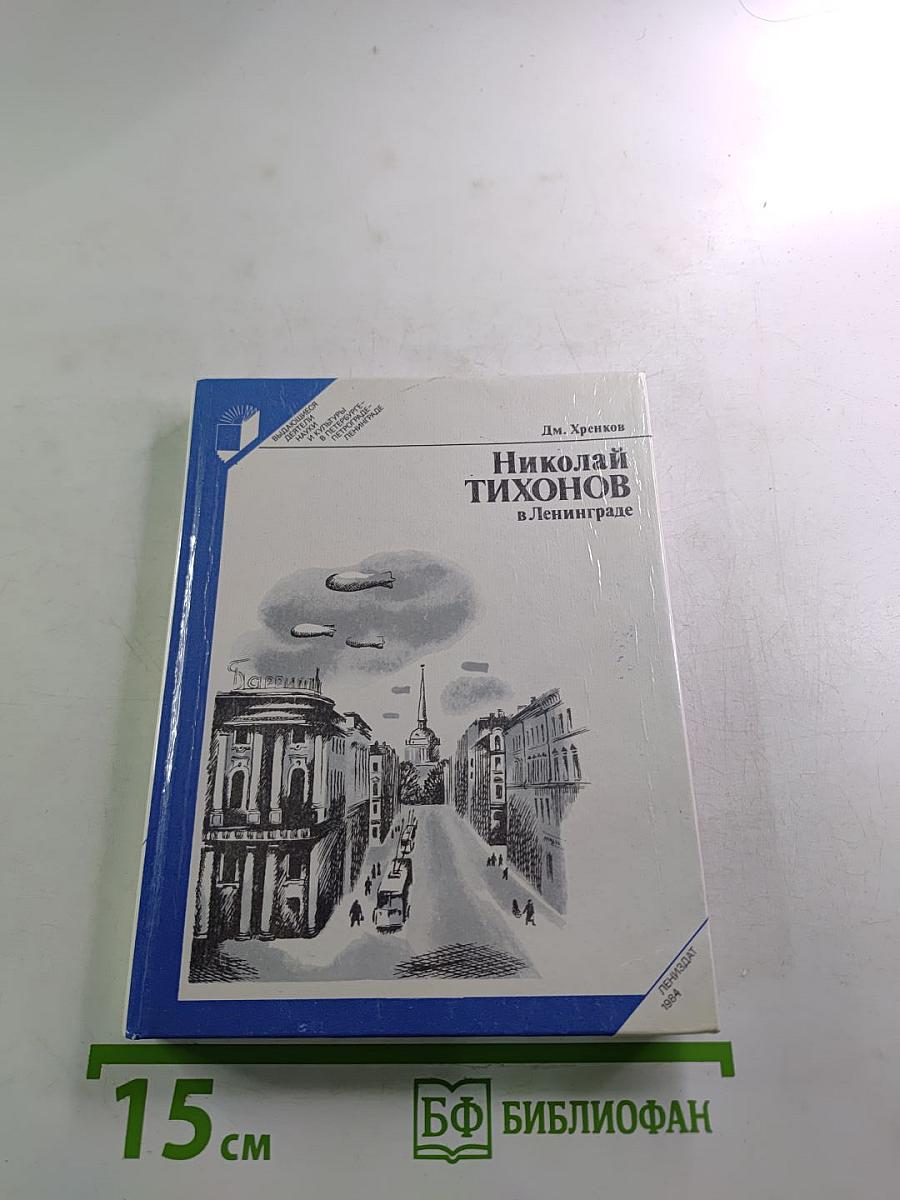 ВЫДАЮЩИЕСЯ
ДЕЯТЕЛИ
НАУКИ
И КУЛЬТУРЫ
В ПЕТЕРБУРГЕ–
ПЕТРОГРАДЕ–
ЛЕНИНГРАДЕ
Дм. Хренков
Николай
ТИХОНОВ
в Ленинграде
ЛЕНИЗДАТ
1984
15 см
БФ БИБЛИОФАН